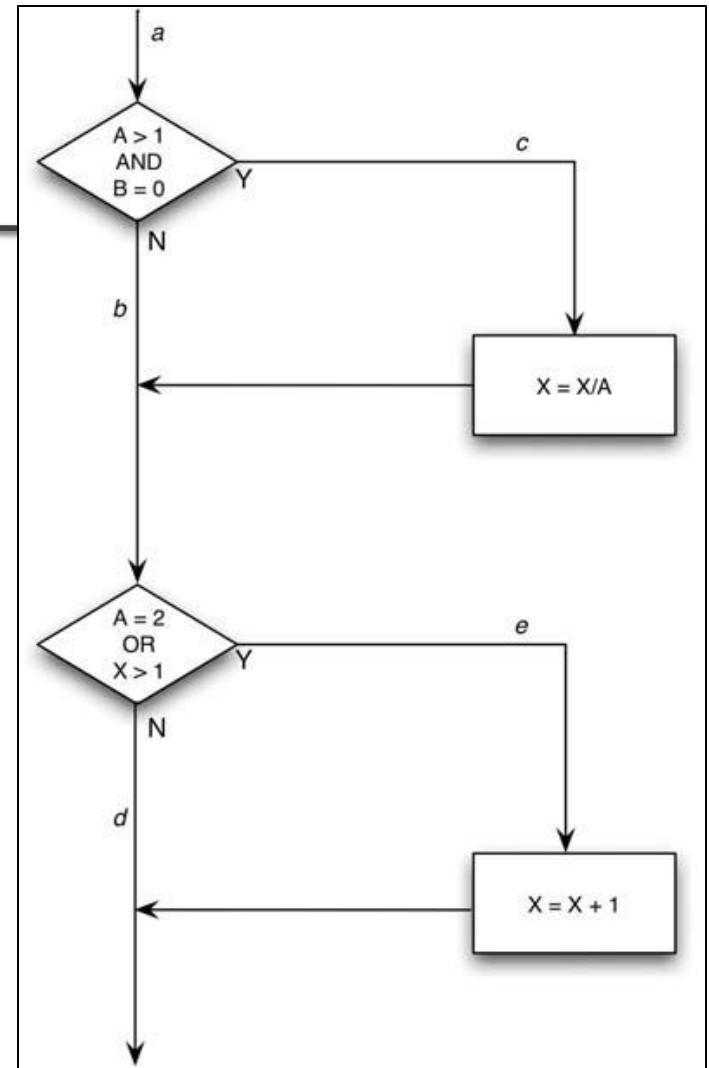 a
A > 1
AND
B = 0
Y
c
N
b
X = X/A
A = 2
OR
X > 1
Y
e
N
d
X = X + 1